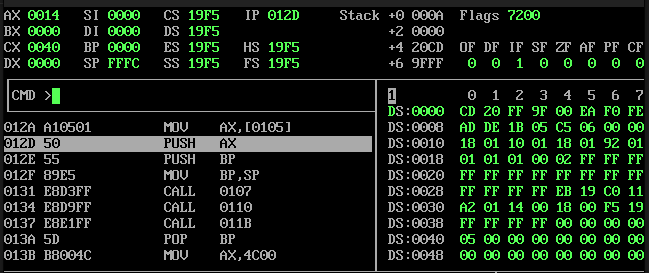 AX 0014 SI 0000 CS 19F5 IP 012D Stack +0 000A Flags 7200
BX 0000 DI 0000 DS 19F5 +2 0000
CX 0040 BP 0000 ES 19F5 HS 19F5 +4 20CD OF DF IF SF ZF AF PF CF
DX 0000 SP FFFC SS 19F5 FS 19F5 +6 9FFF 0 0 1 0 0 0 0 0
CMD >
1 0 1 2 3 4 5 6 7
DS:0000 CD 20 FF 9F 00 EA F0 FE
012A A10501 MOV AX,[0105] DS:0008 AD DE 1B 05 C5 06 00 00
012D 50 PUSH AX DS:0010 18 01 10 01 18 01 92 01
012E 55 PUSH BP DS:0018 01 01 01 00 02 FF FF FF
012F 89E5 MOV BP,SP DS:0020 FF FF FF FF FF FF FF FF
0131 E8D3FF CALL 0107 DS:0028 FF FF FF FF EB 19 C0 11
0134 E8D9FF CALL 0110 DS:0030 A2 01 14 00 18 00 F5 19
0137 E8E1FF CALL 011B DS:0038 FF FF FF FF 00 00 00 00
013A 5D POP BP DS:0040 05 00 00 00 00 00 00 00
013B B8004C MOV AX,4C00 DS:0048 00 00 00 00 00 00 00 00